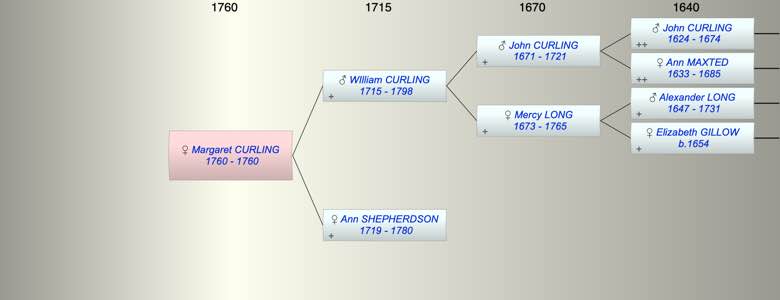 1760 1715 1670 1640
♂ John CURLING
1624 - 1674
++
♂ John CURLING
1671 - 1721
+
♀ Ann MAXTED
1633 - 1685
++
♂ WIlliam CURLING
1715 - 1798
+
♂ Alexander LONG
1647 - 1731
+
♀ Mercy LONG
1673 - 1765
+
♀ Elizabeth GILLOW
b.1654
+
♀ Margaret CURLING
1760 - 1760
♀ Ann SHEPHERDSON
1719 - 1780
+